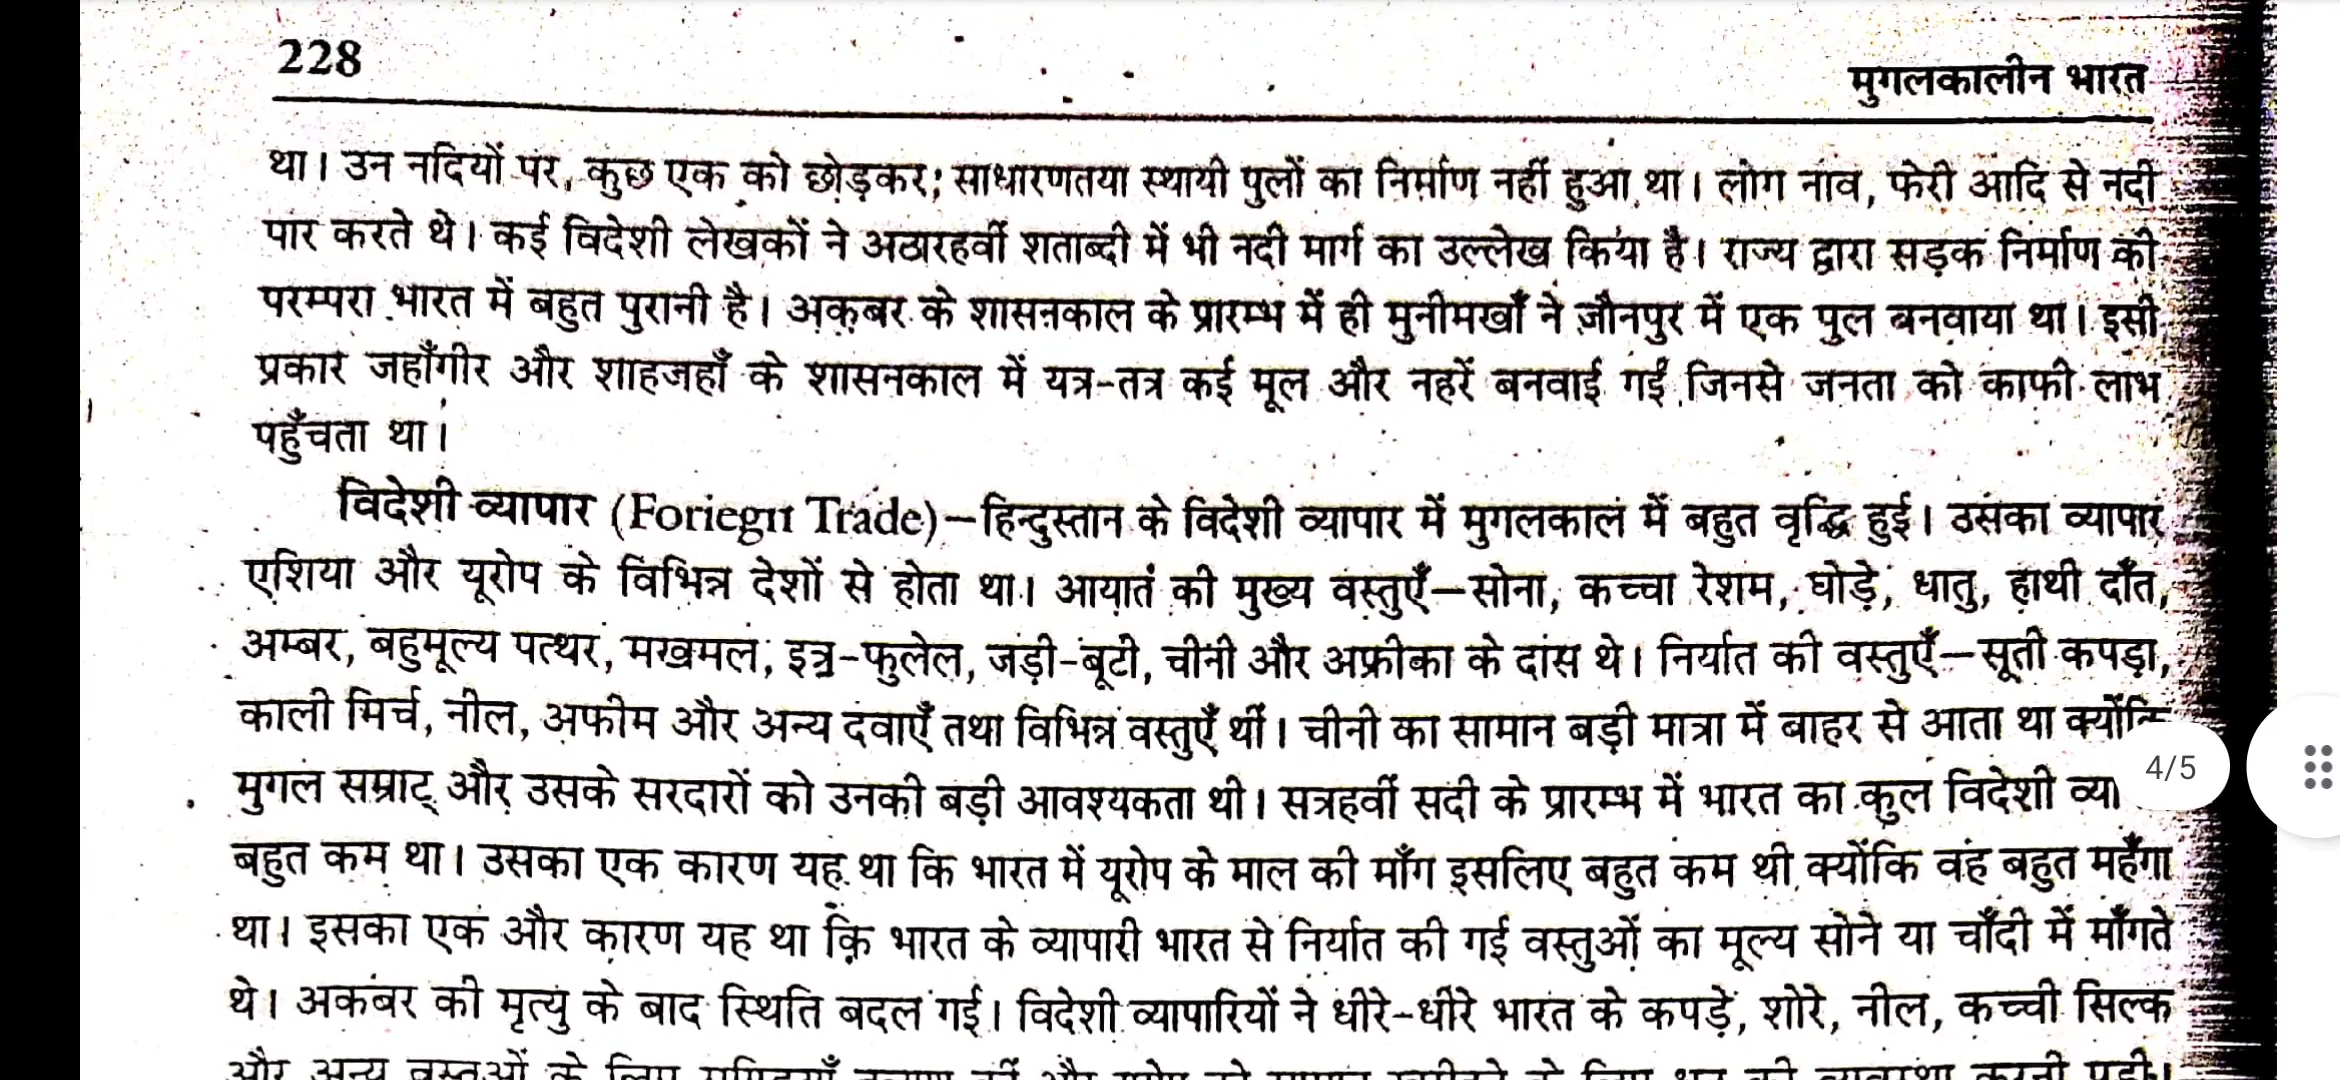 228
मुगलकालीन भारत
था। उन नदियों पर, कुछ एक को छोड़कर; साधारणतया स्थायी पुलों का निर्माण नहीं हुआ था। लोग नाव, फेरी आदि से नदी
पार करते थे। कई विदेशी लेखकों ने अठारहवीं शताब्दी में भी नदी मार्ग का उल्लेख किया है। राज्य द्वारा सड़क निर्माण की
परम्परा भारत में बहुत पुरानी है। अकबर के शासनकाल के प्रारम्भ में ही मुनीमखाँ ने जौनपुर में एक पुल बनवाया था। इसी
प्रकार जहाँगीर और शाहजहाँ के शासनकाल में यत्र-तत्र कई मूल और नहरें बनवाई गईं जिनसे जनता को काफी लाभ
पहुँचता था।
विदेशी व्यापार (Foriegn Trade)—हिन्दुस्तान के विदेशी व्यापार में मुगलकाल में बहुत वृद्धि हुई। उसका व्यापार
एशिया और यूरोप के विभिन्न देशों से होता था। आयात की मुख्य वस्तुएँ—सोना, कच्चा रेशम, घोड़े, धातु, हाथी दाँत,
अम्बर, बहुमूल्य पत्थर, मखमल, इत्र-फुलेल, जड़ी-बूटी, चीनी और अफ्रीका के दास थे। निर्यात की वस्तुएँ—सूती कपड़ा,
काली मिर्च, नील, अफीम और अन्य दवाएँ तथा विभिन्न वस्तुएँ थीं। चीनी का सामान बड़ी मात्रा में बाहर से आता था क्योंकि
मुगल सम्राट् और उसके सरदारों को उनकी बड़ी आवश्यकता थी। सत्रहवीं सदी के प्रारम्भ में भारत का कुल विदेशी व्या
4/5
बहुत कम था। उसका एक कारण यह था कि भारत में यूरोप के माल की माँग इसलिए बहुत कम थी क्योंकि वह बहुत महँगा
था। इसका एक और कारण यह था कि भारत के व्यापारी भारत से निर्यात की गई वस्तुओं का मूल्य सोने या चाँदी में माँगते
थे। अकबर की मृत्यु के बाद स्थिति बदल गई। विदेशी व्यापारियों ने धीरे-धीरे भारत के कपड़े, शोरे, नील, कच्ची सिल्क
और अन्य वस्तुओं के लिए